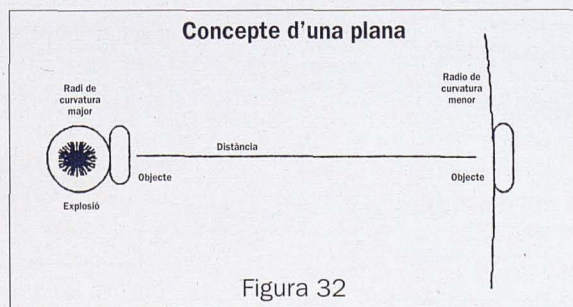 Concepte d'una plana
Radi de
curvatura
major
Explosió
Objecte
Distància
Radio de
curvatura
menor
Objecte
Figura 32